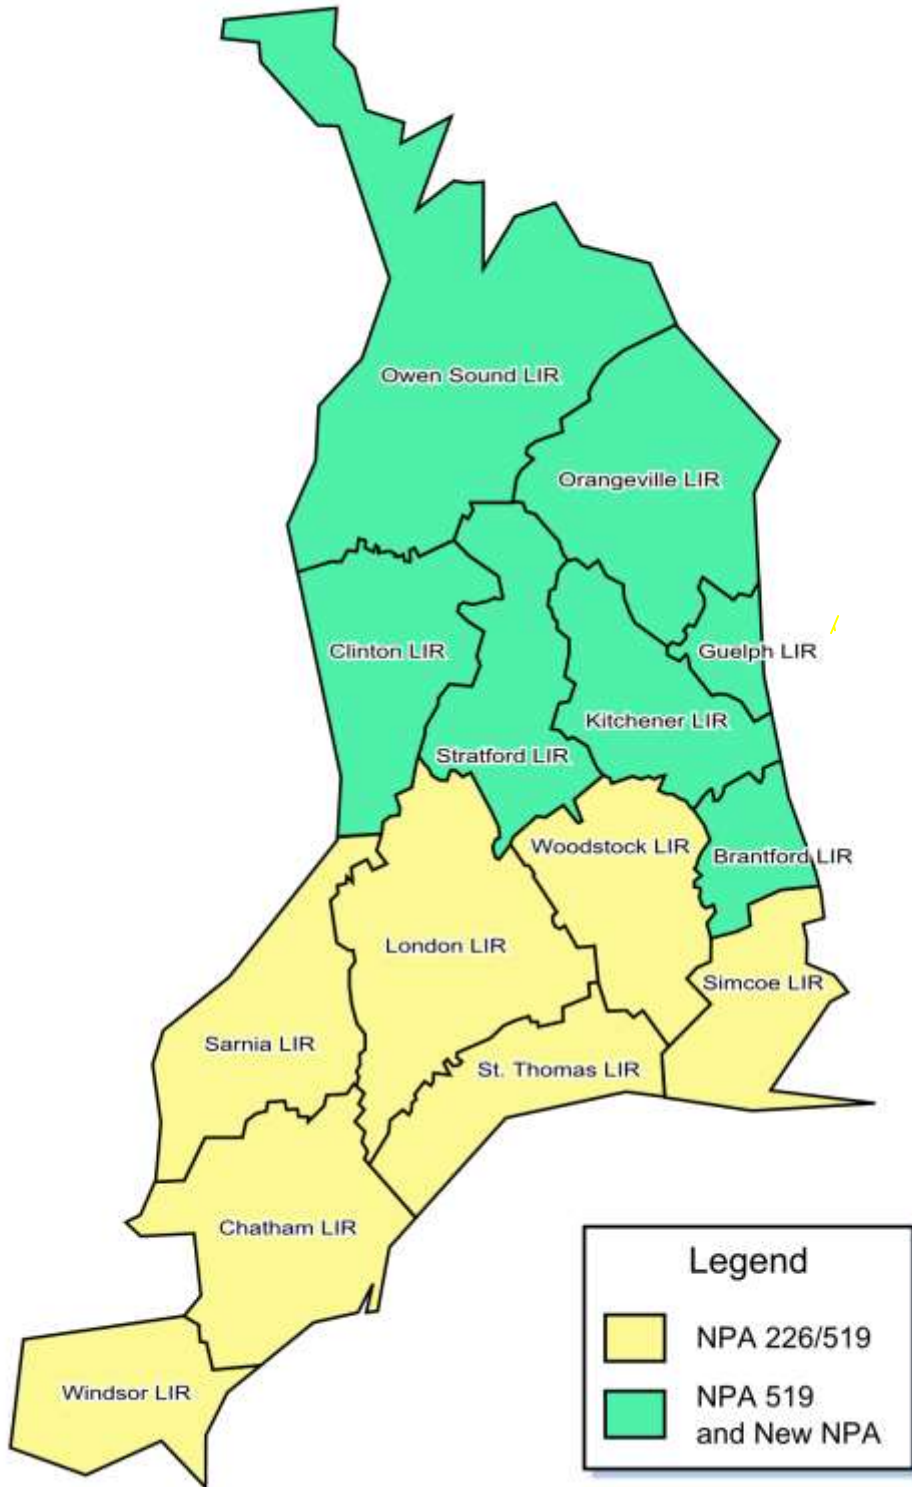 Owen Sound LIR
Orangeville LIR
Clinton LIR
Guelph LIR
Kitchener LIR
Stratford LIR
Woodstock LIR
Brantford LIR
London LIR
Simcoe LIR
Sarnia LIR
St. Thomas LIR
Chatham LIR
Windsor LIR
Legend
NPA 226/519
NPA 519
and New NPA